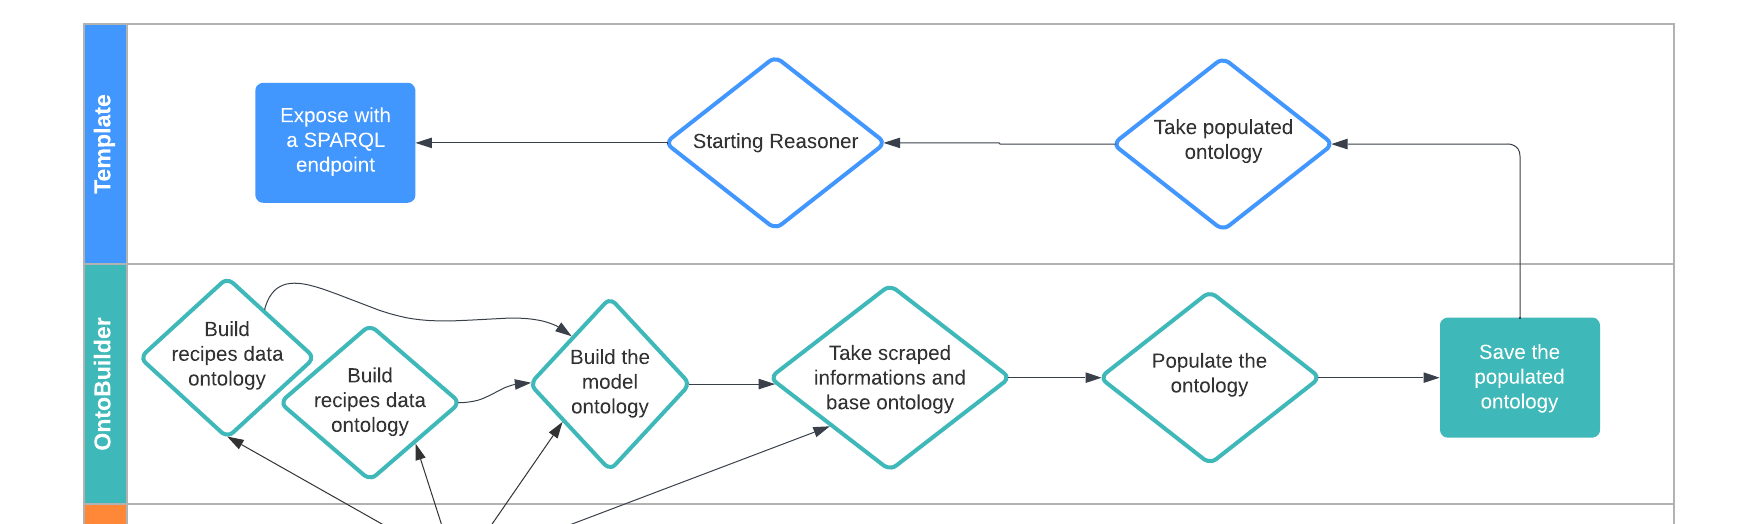 Template
Expose with
a SPARQL
endpoint
Starting Reasoner
Take populated
ontology
OntoBuilder
Build
recipes data
ontology
Build
recipes data
ontology
Build the
model
ontology
Take scraped
informations and
base ontology
Populate the
ontology
Save the
populated
ontology